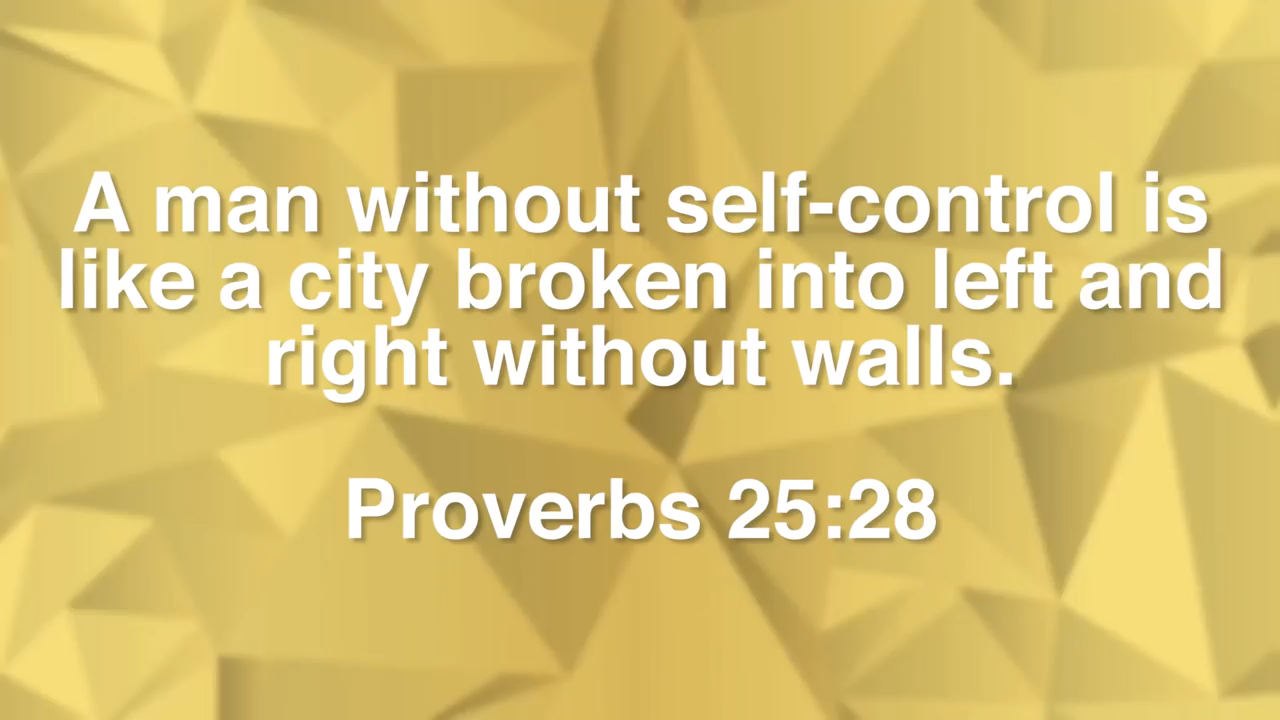 A man without self-control is
like a city broken into left and
right without walls.
Proverbs 25:28